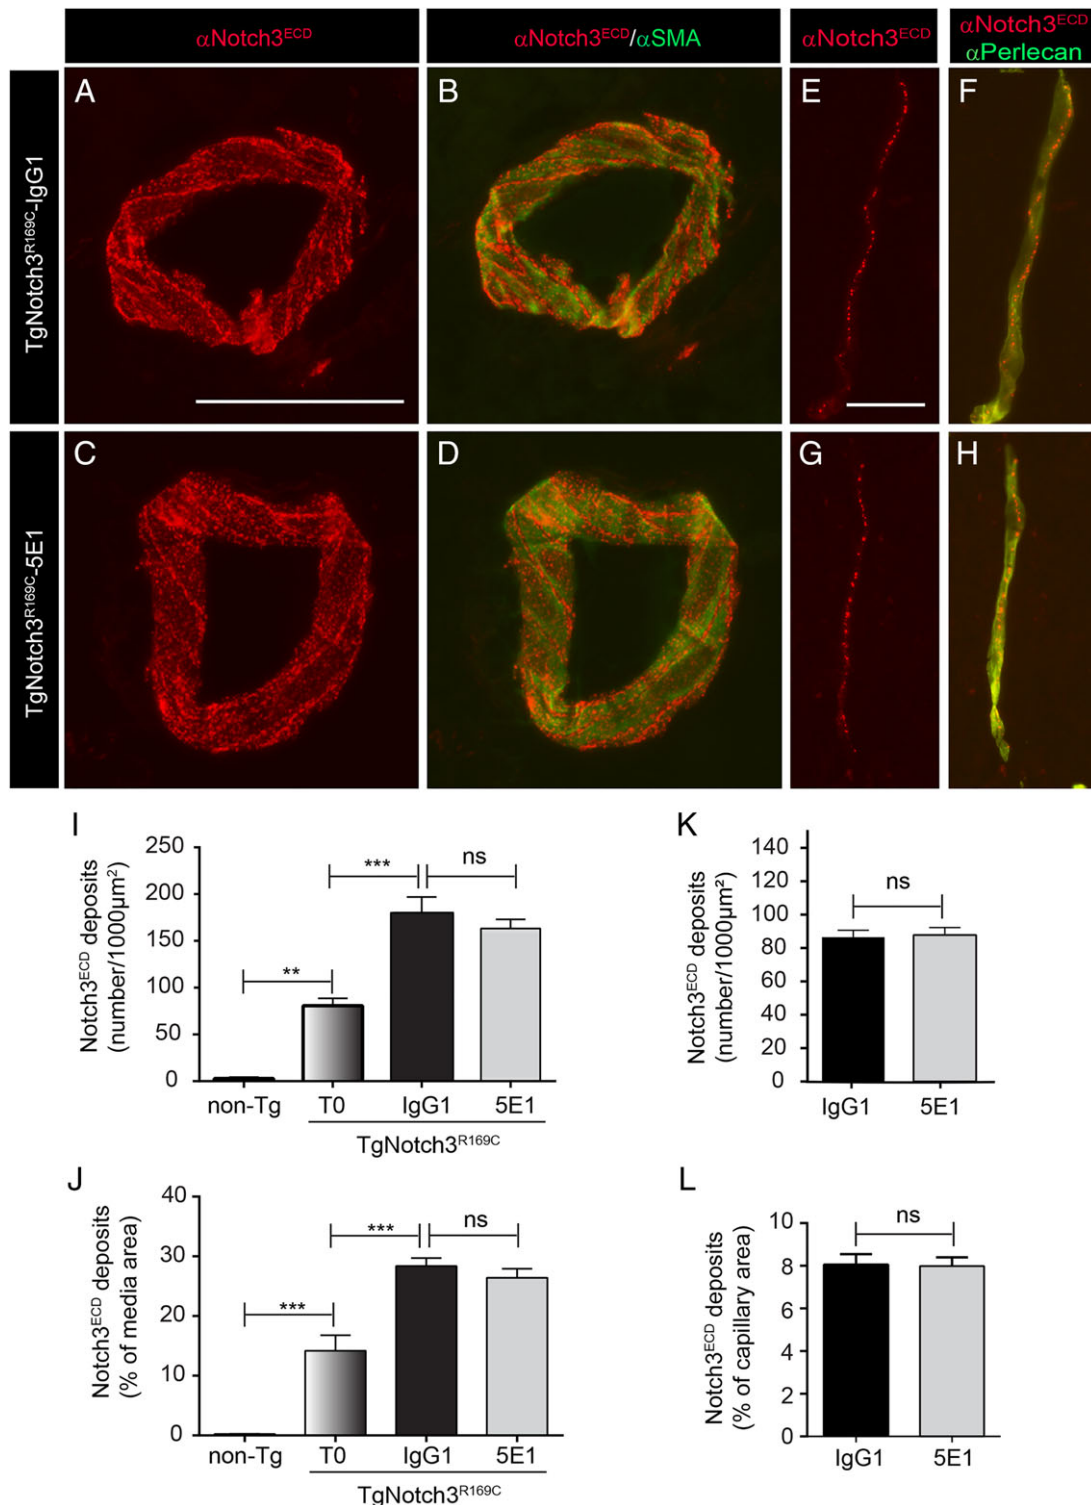 αNotch3ᴱᶜᴰ
αNotch3ᴱᶜᴰ/αSMA
αNotch3ᴱᶜᴰ
αNotch3ᴱᶜᴰ
αPerlecan
TgNotch3ᴿ¹⁶⁹ᶜ-IgG1
A
B
E
F
TgNotch3ᴿ¹⁶⁹ᶜ-5E1
C
D
G
H
I
Notch3ᴱᶜᴰ deposits
(number/1000µm²)
250
200
150
100
50
0
**
***
ns
non-Tg
T0
IgG1
5E1
TgNotch3ᴿ¹⁶⁹ᶜ
K
Notch3ᴱᶜᴰ deposits
(number/1000µm²)
140
120
100
80
60
40
20
0
ns
IgG1
5E1
J
Notch3ᴱᶜᴰ deposits
(% of media area)
40
30
20
10
0
***
***
ns
non-Tg
T0
IgG1
5E1
TgNotch3ᴿ¹⁶⁹ᶜ
L
Notch3ᴱᶜᴰ deposits
(% of capillary area)
10
8
6
4
2
0
ns
IgG1
5E1